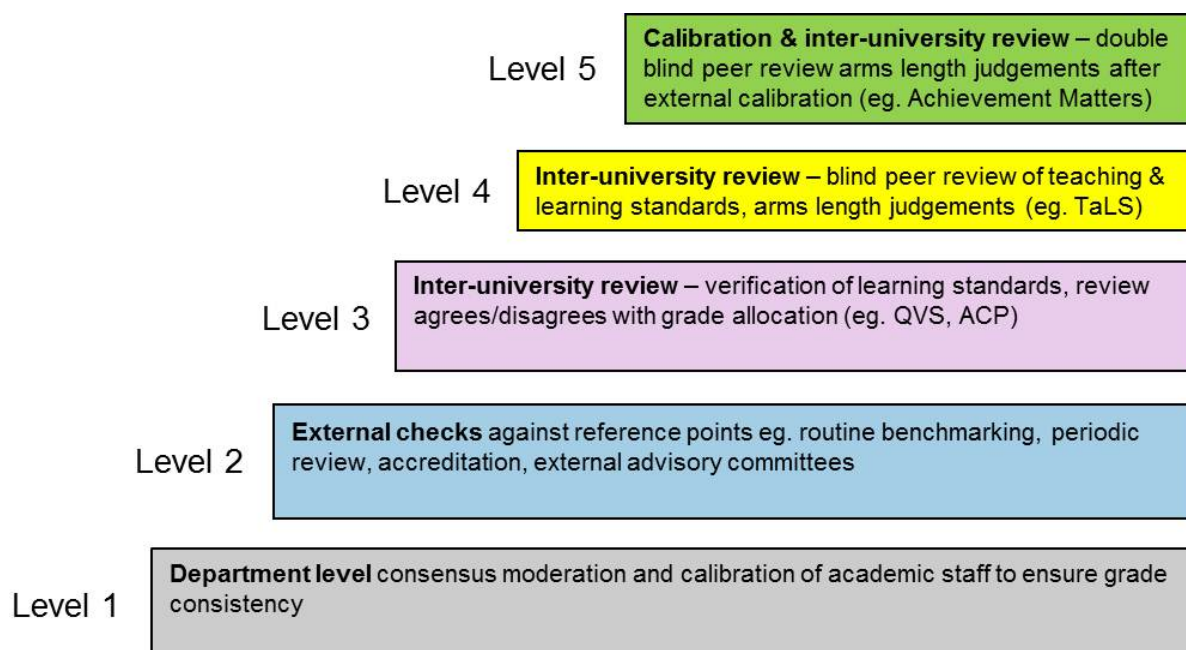 Level 5
Calibration & inter-university review – double
blind peer review arms length judgements after
external calibration (eg. Achievement Matters)
Level 4
Inter-university review – blind peer review of teaching &
learning standards, arms length judgements (eg. TaLS)
Level 3
Inter-university review – verification of learning standards, review
agrees/disagrees with grade allocation (eg. QVS, ACP)
Level 2
External checks against reference points eg. routine benchmarking, periodic
review, accreditation, external advisory committees
Level 1
Department level consensus moderation and calibration of academic staff to ensure grade
consistency